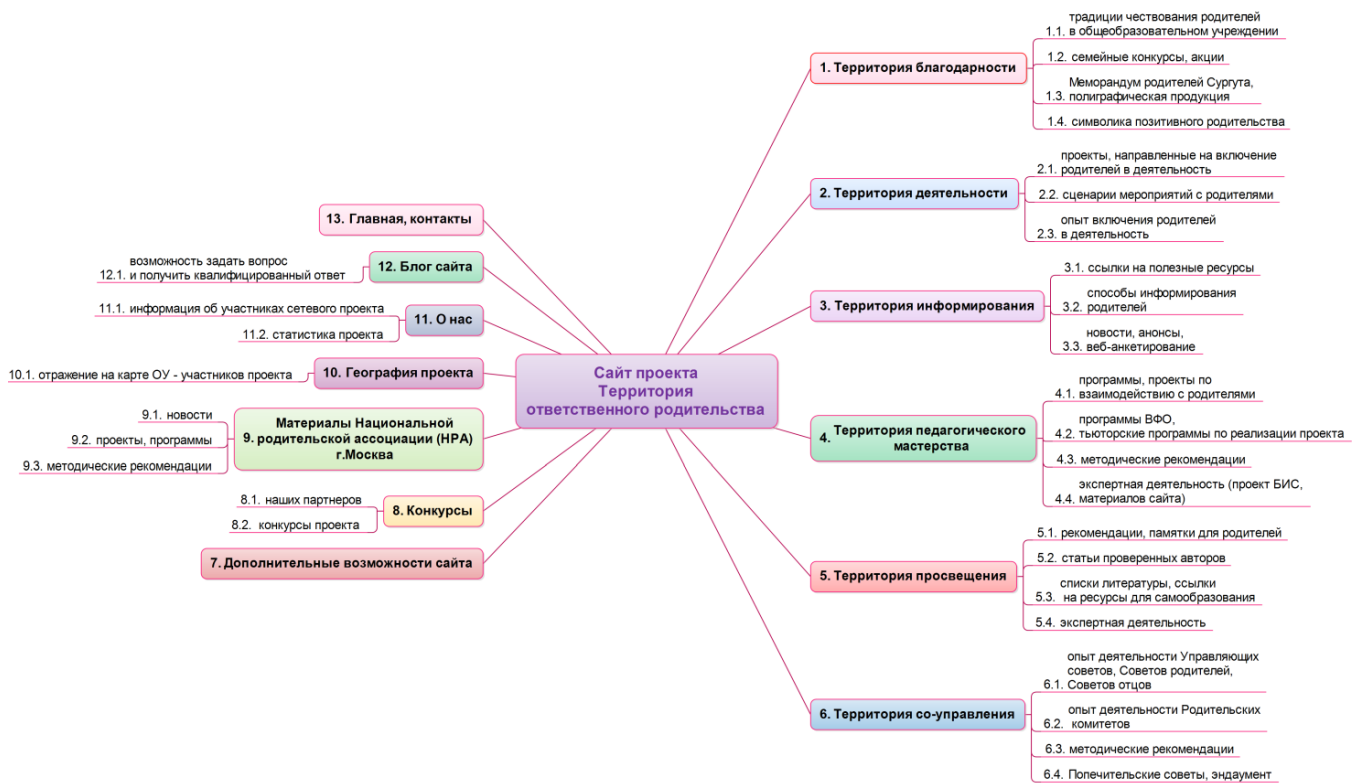 Сайт проекта
Территория
ответственного родительства
1. Территория благодарности
традиции чествования родителей
1.1. в общеобразовательном учреждении
1.2. семейные конкурсы, акции
Меморандум родителей Сургута,
1.3. полиграфическая продукция
1.4. символика позитивного родительства
2. Территория деятельности
проекты, направленные на включение
2.1. родителей в деятельность
2.2. сценарии мероприятий с родителями
опыт включения родителей
2.3. в деятельность
3. Территория информирования
3.1. ссылки на полезные ресурсы
способы информирования
3.2. родителей
новости, анонсы,
3.3. веб-анкетирование
Территория педагогического
4. мастерства
программы, проекты по
4.1. взаимодействию с родителями
программы ВФО,
4.2. тьюторские программы по реализации проекта
4.3. методические рекомендации
экспертная деятельность (проект БИС,
4.4. материалов сайта)
5. Территория просвещения
5.1. рекомендации, памятки для родителей
5.2. статьи проверенных авторов
списки литературы, ссылки
5.3. на ресурсы для самообразования
5.4. экспертная деятельность
6. Территория со-управления
опыт деятельности Управляющих
советов, Советов родителей,
6.1. Советов отцов
опыт деятельности Родительских
6.2. комитетов
6.3. методические рекомендации
6.4. Попечительские советы, эндаумент
7. Дополнительные возможности сайта
8. Конкурсы
8.1. наших партнеров
8.2. конкурсы проекта
Материалы Национальной
9. родительской ассоциации (НРА)
г.Москва
9.1. новости
9.2. проекты, программы
9.3. методические рекомендации
10. География проекта
10.1. отражение на карте ОУ - участников проекта
11. О нас
11.1. информация об участниках сетевого проекта
11.2. статистика проекта
12. Блог сайта
возможность задать вопрос
12.1. и получить квалифицированный ответ
13. Главная, контакты